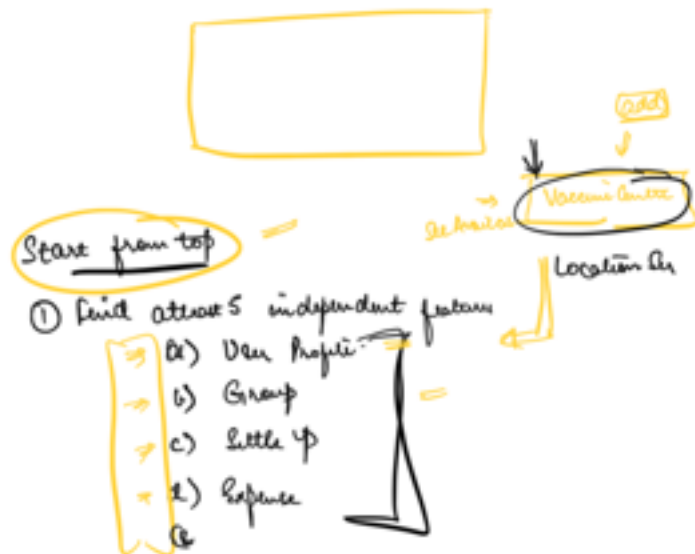 add
Vaccine Centre
Start from top
Location
① Find atleast 5 independent features
a) User Profile
b) Group
c) Settle up
d) Expense
e